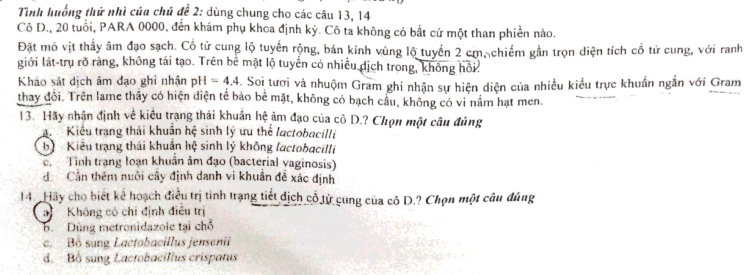 Tình huống thứ nhì của chủ đề 2: dùng chung cho các câu 13, 14
Cô D., 20 tuổi, PARA 0000, đến khám phụ khoa định kỳ. Cô ta không có bất cứ một than phiền nào.
Đặt mỏ vịt thấy âm đạo sạch. Cổ tử cung lộ tuyến rộng, bán kính vùng lộ tuyến 2 cm, chiếm gần trọn diện tích cổ tử cung, với ranh
giới lát-trụ rõ ràng, không tái tạo. Trên bề mặt lộ tuyến có nhiều dịch trong, không hôi.
Khảo sát dịch âm đạo ghi nhận pH = 4,4. Soi tươi và nhuộm Gram ghi nhận sự hiện diện của nhiều kiểu trực khuẩn ngắn với Gram
thay đổi. Trên lame thấy có hiện diện tế bào bề mặt, không có bạch cầu, không có vi nấm hạt men.
13. Hãy nhận định về kiểu trạng thái khuẩn hệ âm đạo của cô D.? Chọn một câu đúng
a. Kiểu trạng thái khuẩn hệ sinh lý ưu thế lactobacilli
b. Kiểu trạng thái khuẩn hệ sinh lý không lactobacilli
c. Tình trạng loạn khuẩn âm đạo (bacterial vaginosis)
d. Cần thêm nuôi cấy định danh vi khuẩn để xác định
14. Hãy cho biết kế hoạch điều trị tình trạng tiết dịch cổ tử cung của cô D.? Chọn một câu đúng
a. Không có chỉ định điều trị
b. Dùng metronidazole tại chỗ
c. Bổ sung Lactobacillus jensenii
d. Bổ sung Lactobacillus crispatus